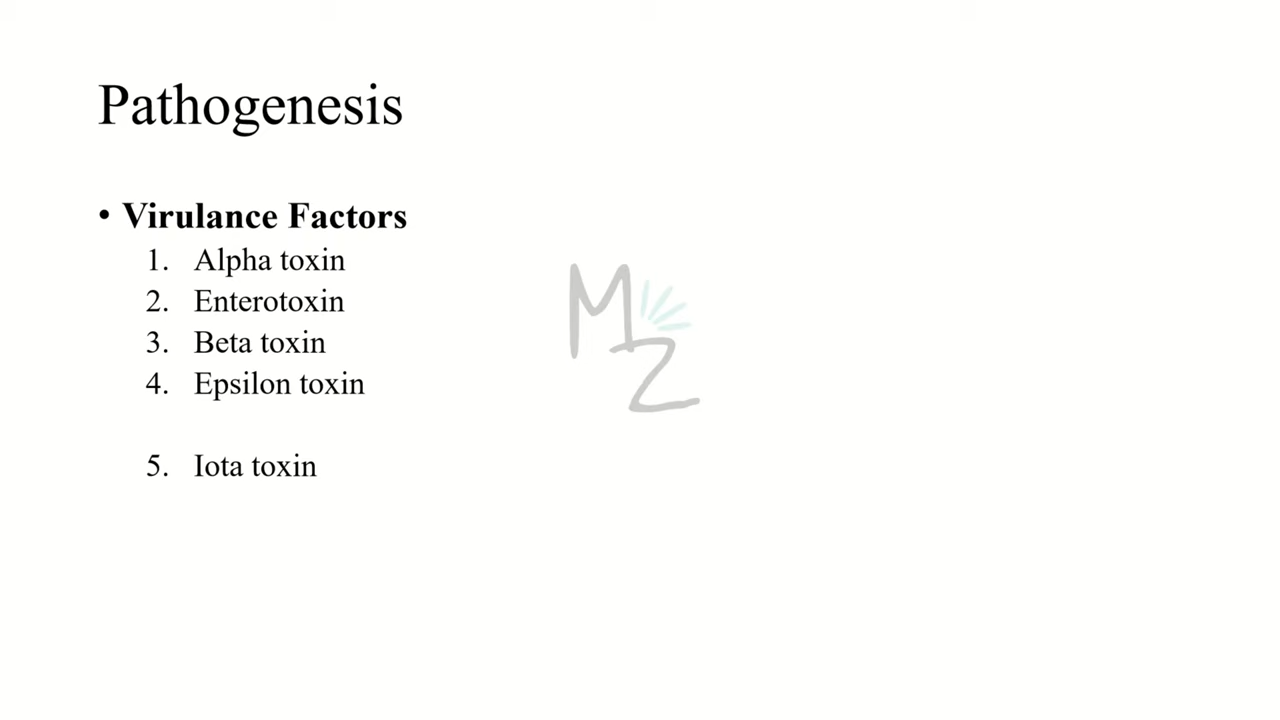 Pathogenesis
• Virulance Factors
1. Alpha toxin
2. Enterotoxin
3. Beta toxin
4. Epsilon toxin
5. Iota toxin
MZ